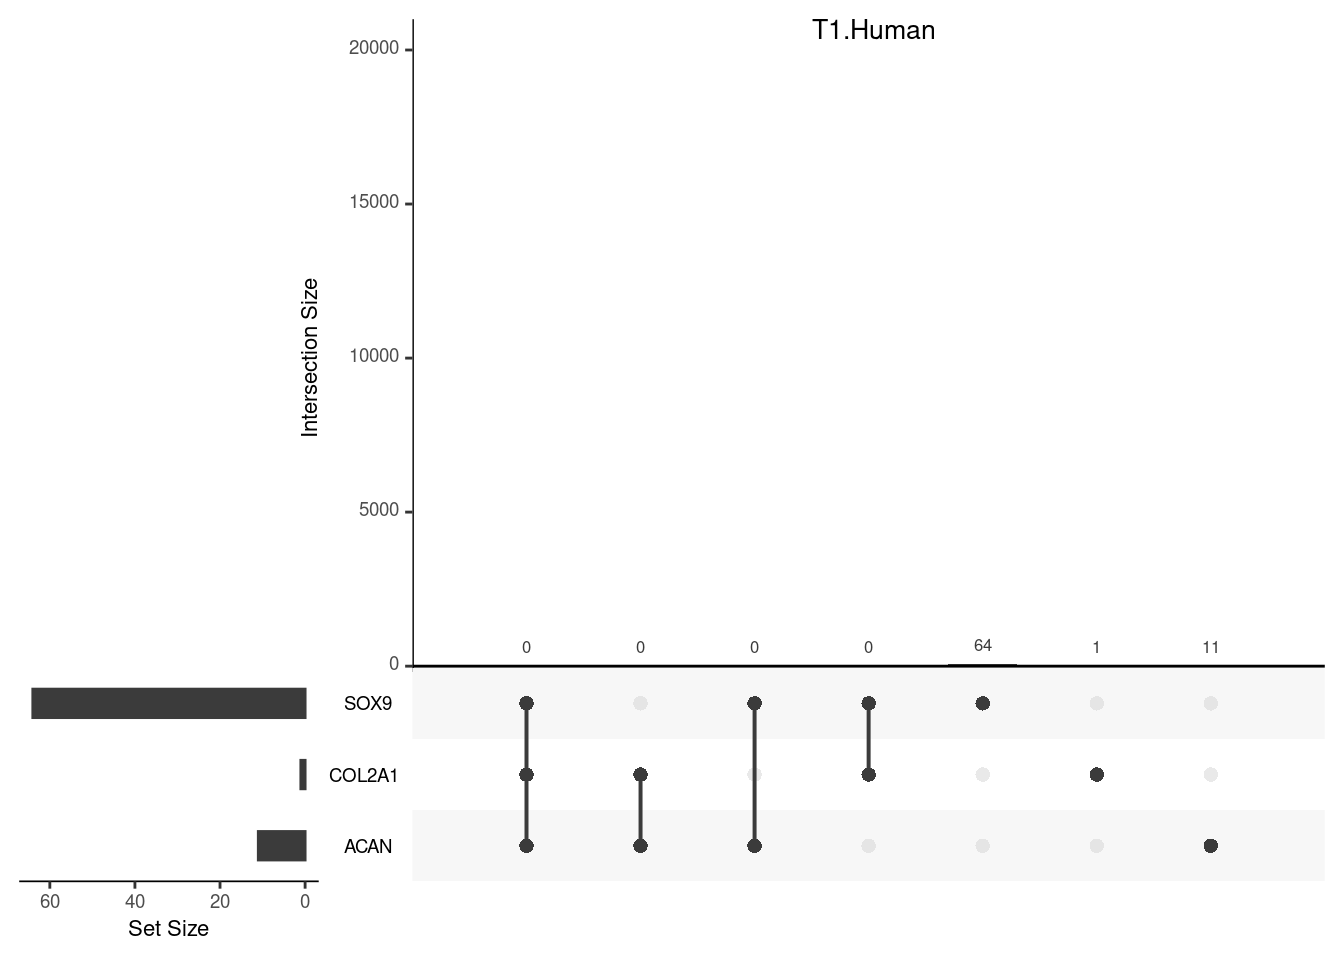 T1.Human
20000
15000
10000
5000
0
Intersection Size
0 0 0 0 64 1 11
SOX9
COL2A1
ACAN
60 40 20 0
Set Size